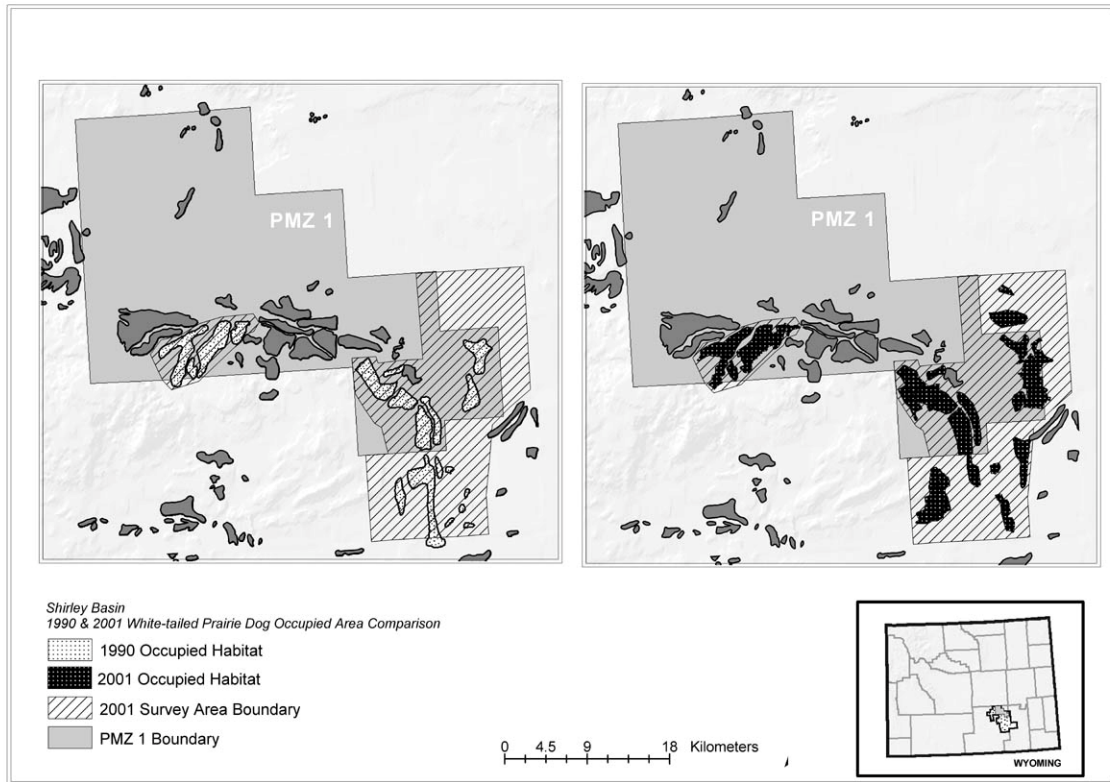 PMZ 1
PMZ 1
Shirley Basin
1990 & 2001 White-tailed Prairie Dog Occupied Area Comparison
1990 Occupied Habitat
2001 Occupied Habitat
2001 Survey Area Boundary
PMZ 1 Boundary
0 4.5 9 18 Kilometers
WYOMING